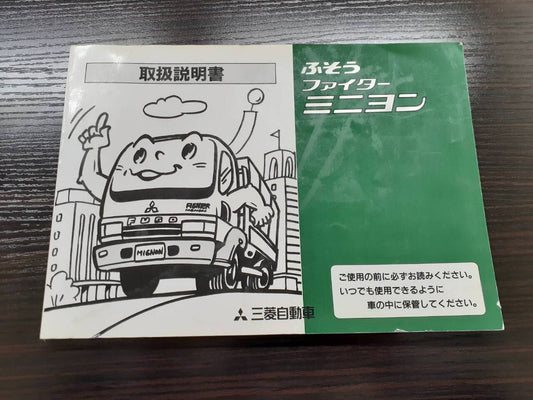 取扱説明書
ふそう
ファイター
ミニヨン
FIGHTER
FUSO
MIGNON
ご使用の前に必ずお読みください。
いつでも使用できるように
車の中に保管してください。
三菱自動車